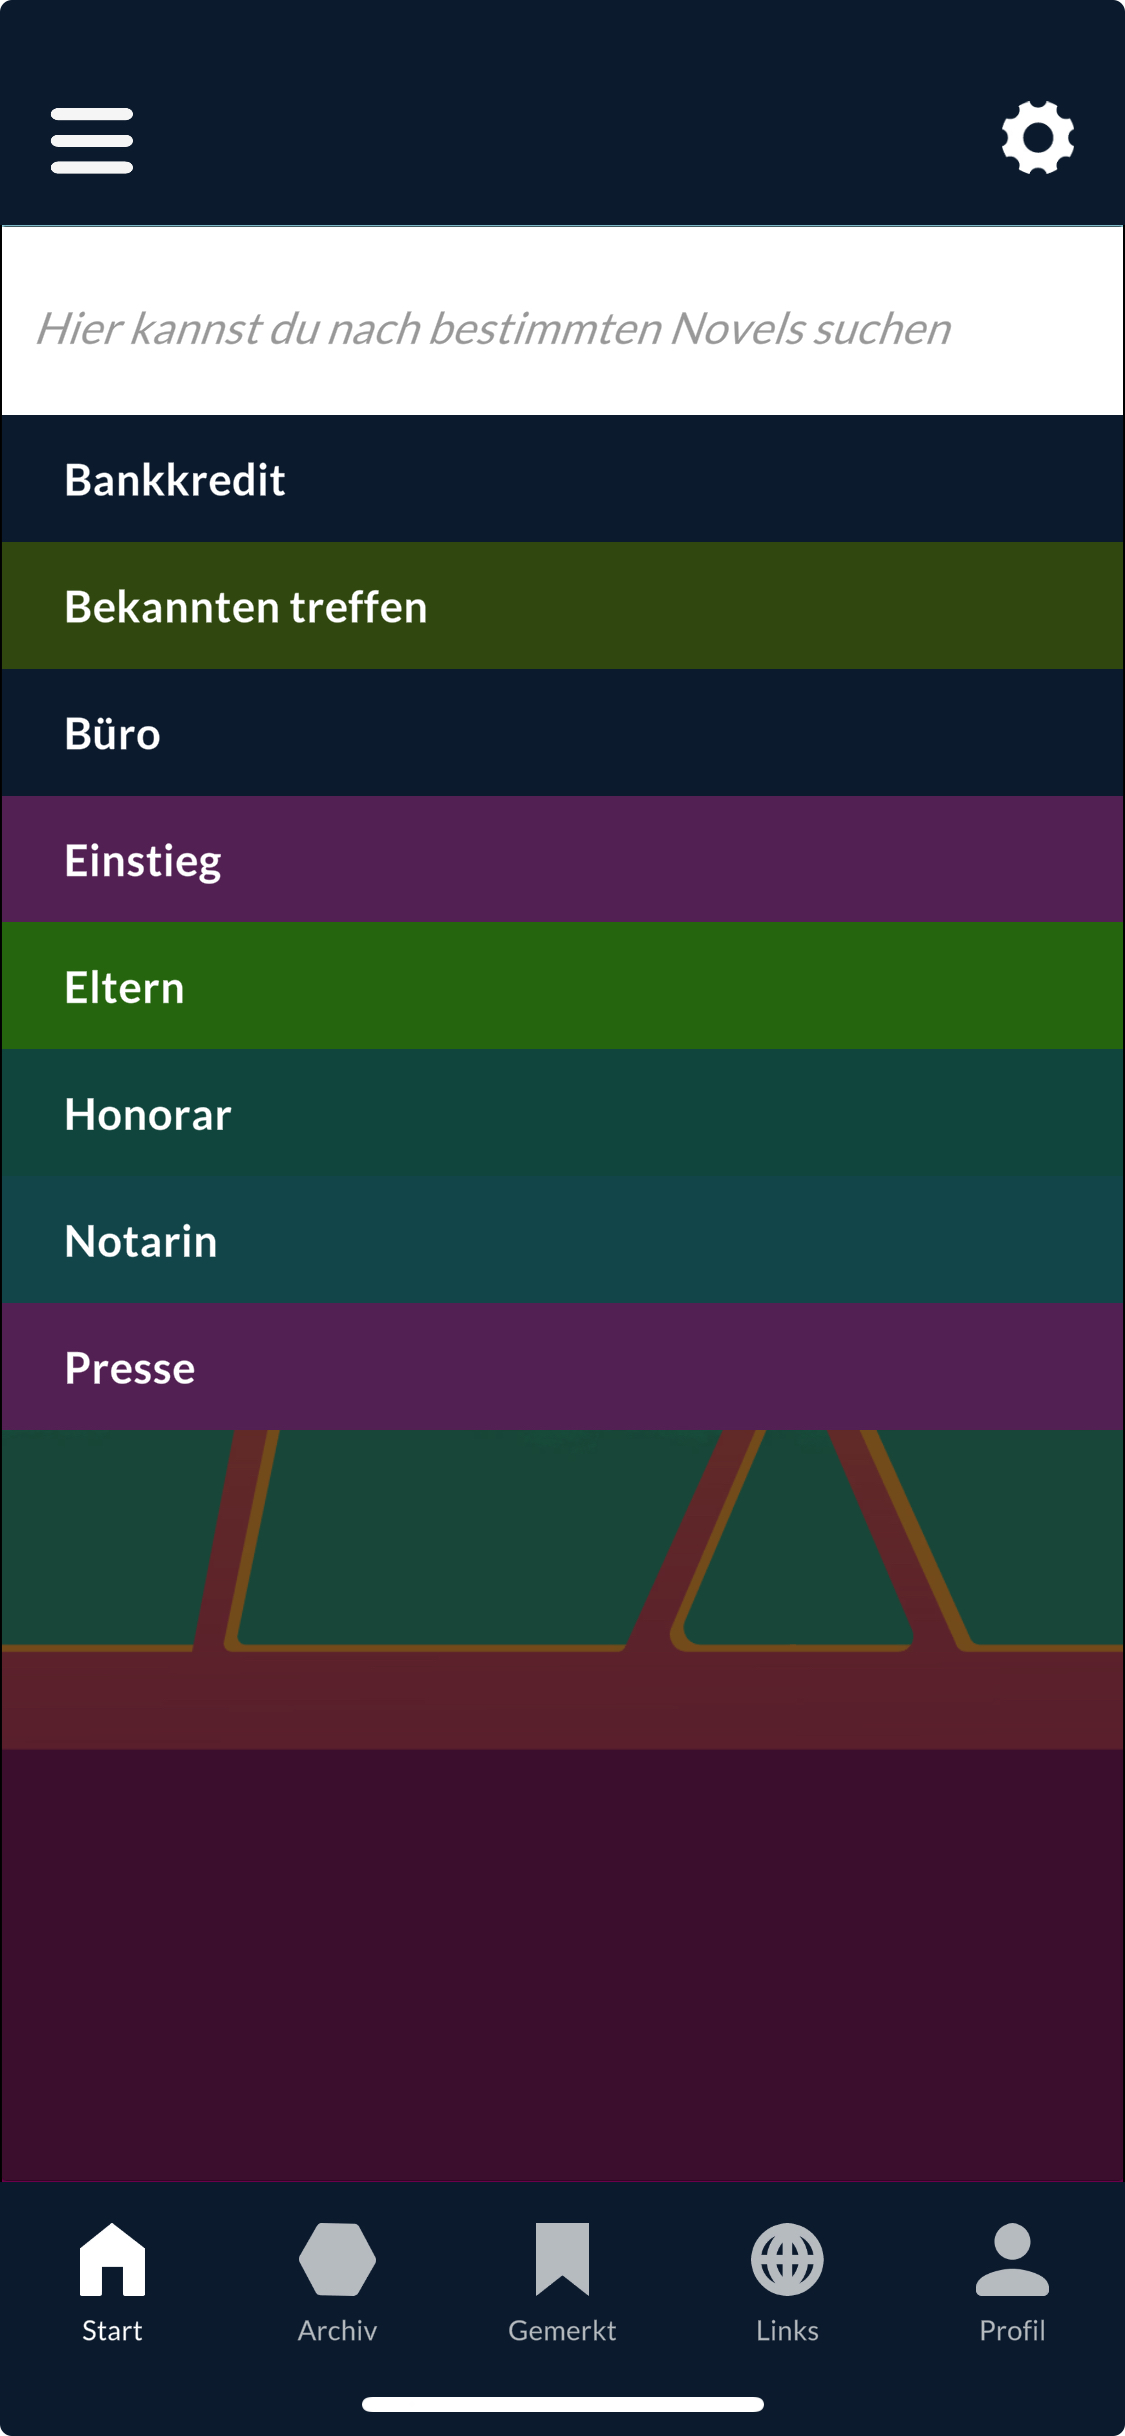 Hier kannst du nach bestimmten Novels suchen
Bankkredit
Bekannten treffen
Büro
Einstieg
Eltern
Honorar
Notarin
Presse
Start
Archiv
Gemerkt
Links
Profil